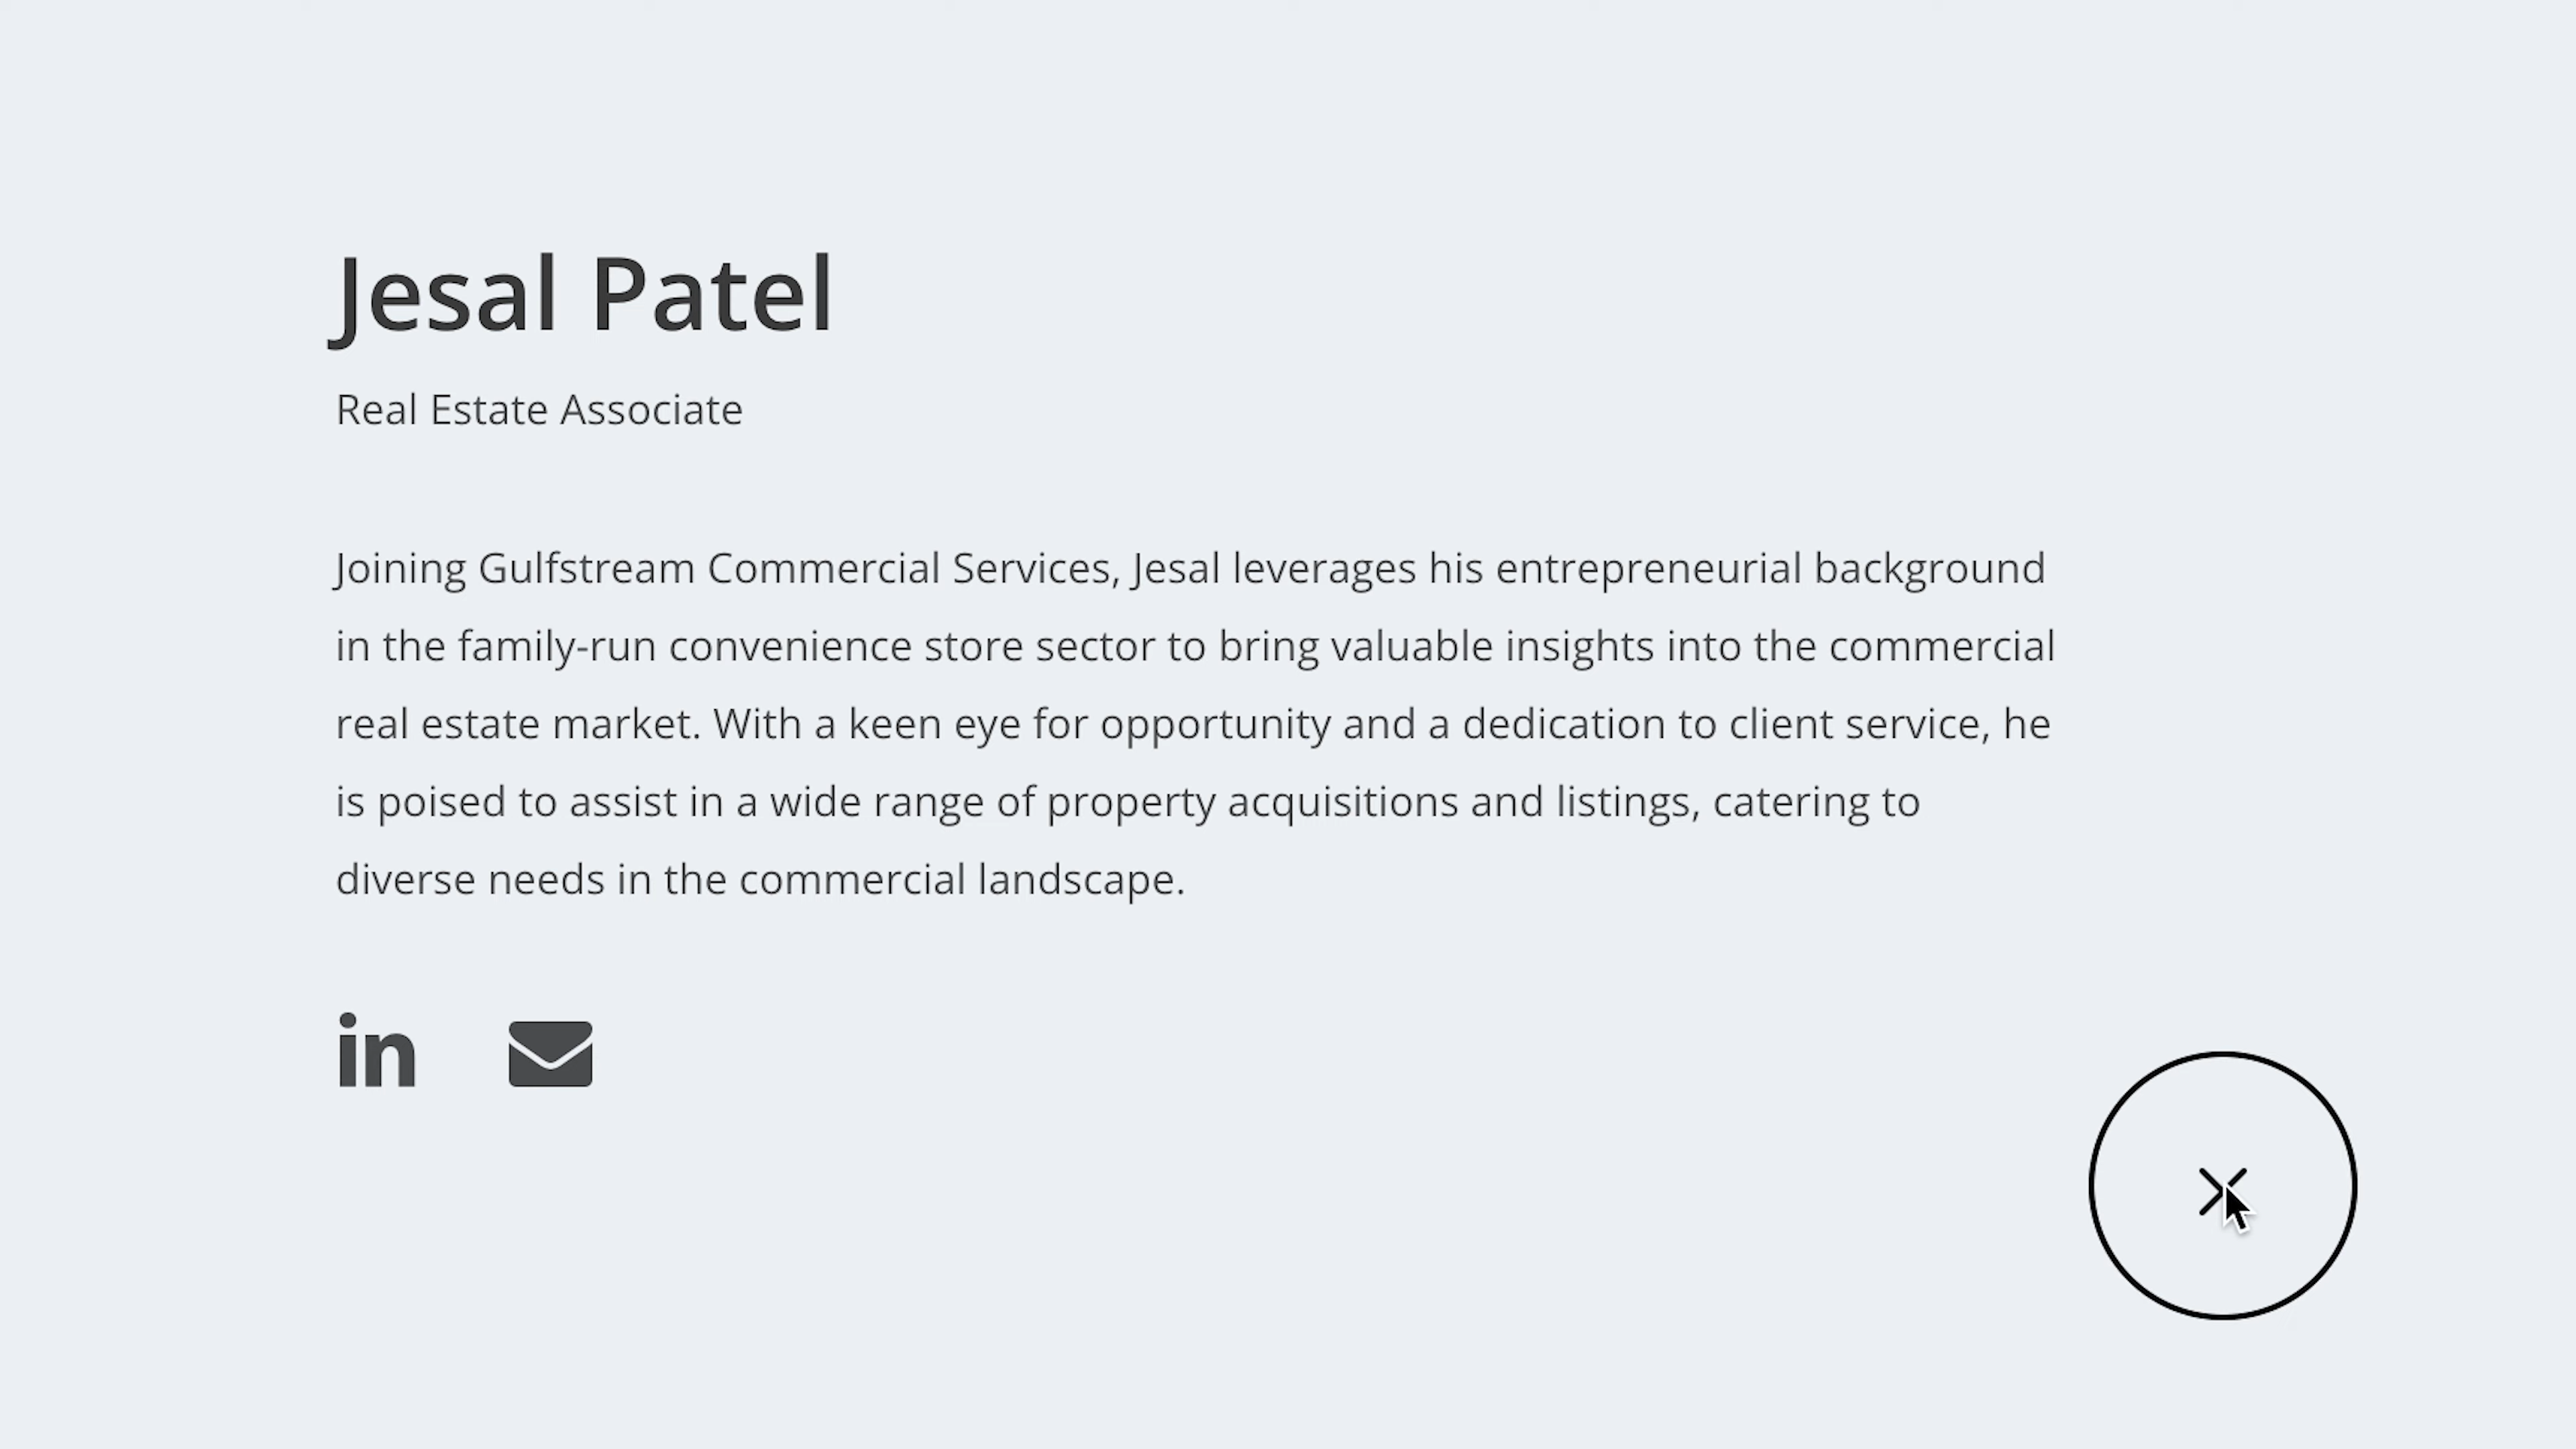 Jesal Patel
Real Estate Associate
Joining Gulfstream Commercial Services, Jesal leverages his entrepreneurial background
in the family-run convenience store sector to bring valuable insights into the commercial
real estate market. With a keen eye for opportunity and a dedication to client service, he
is poised to assist in a wide range of property acquisitions and listings, catering to
diverse needs in the commercial landscape.
in